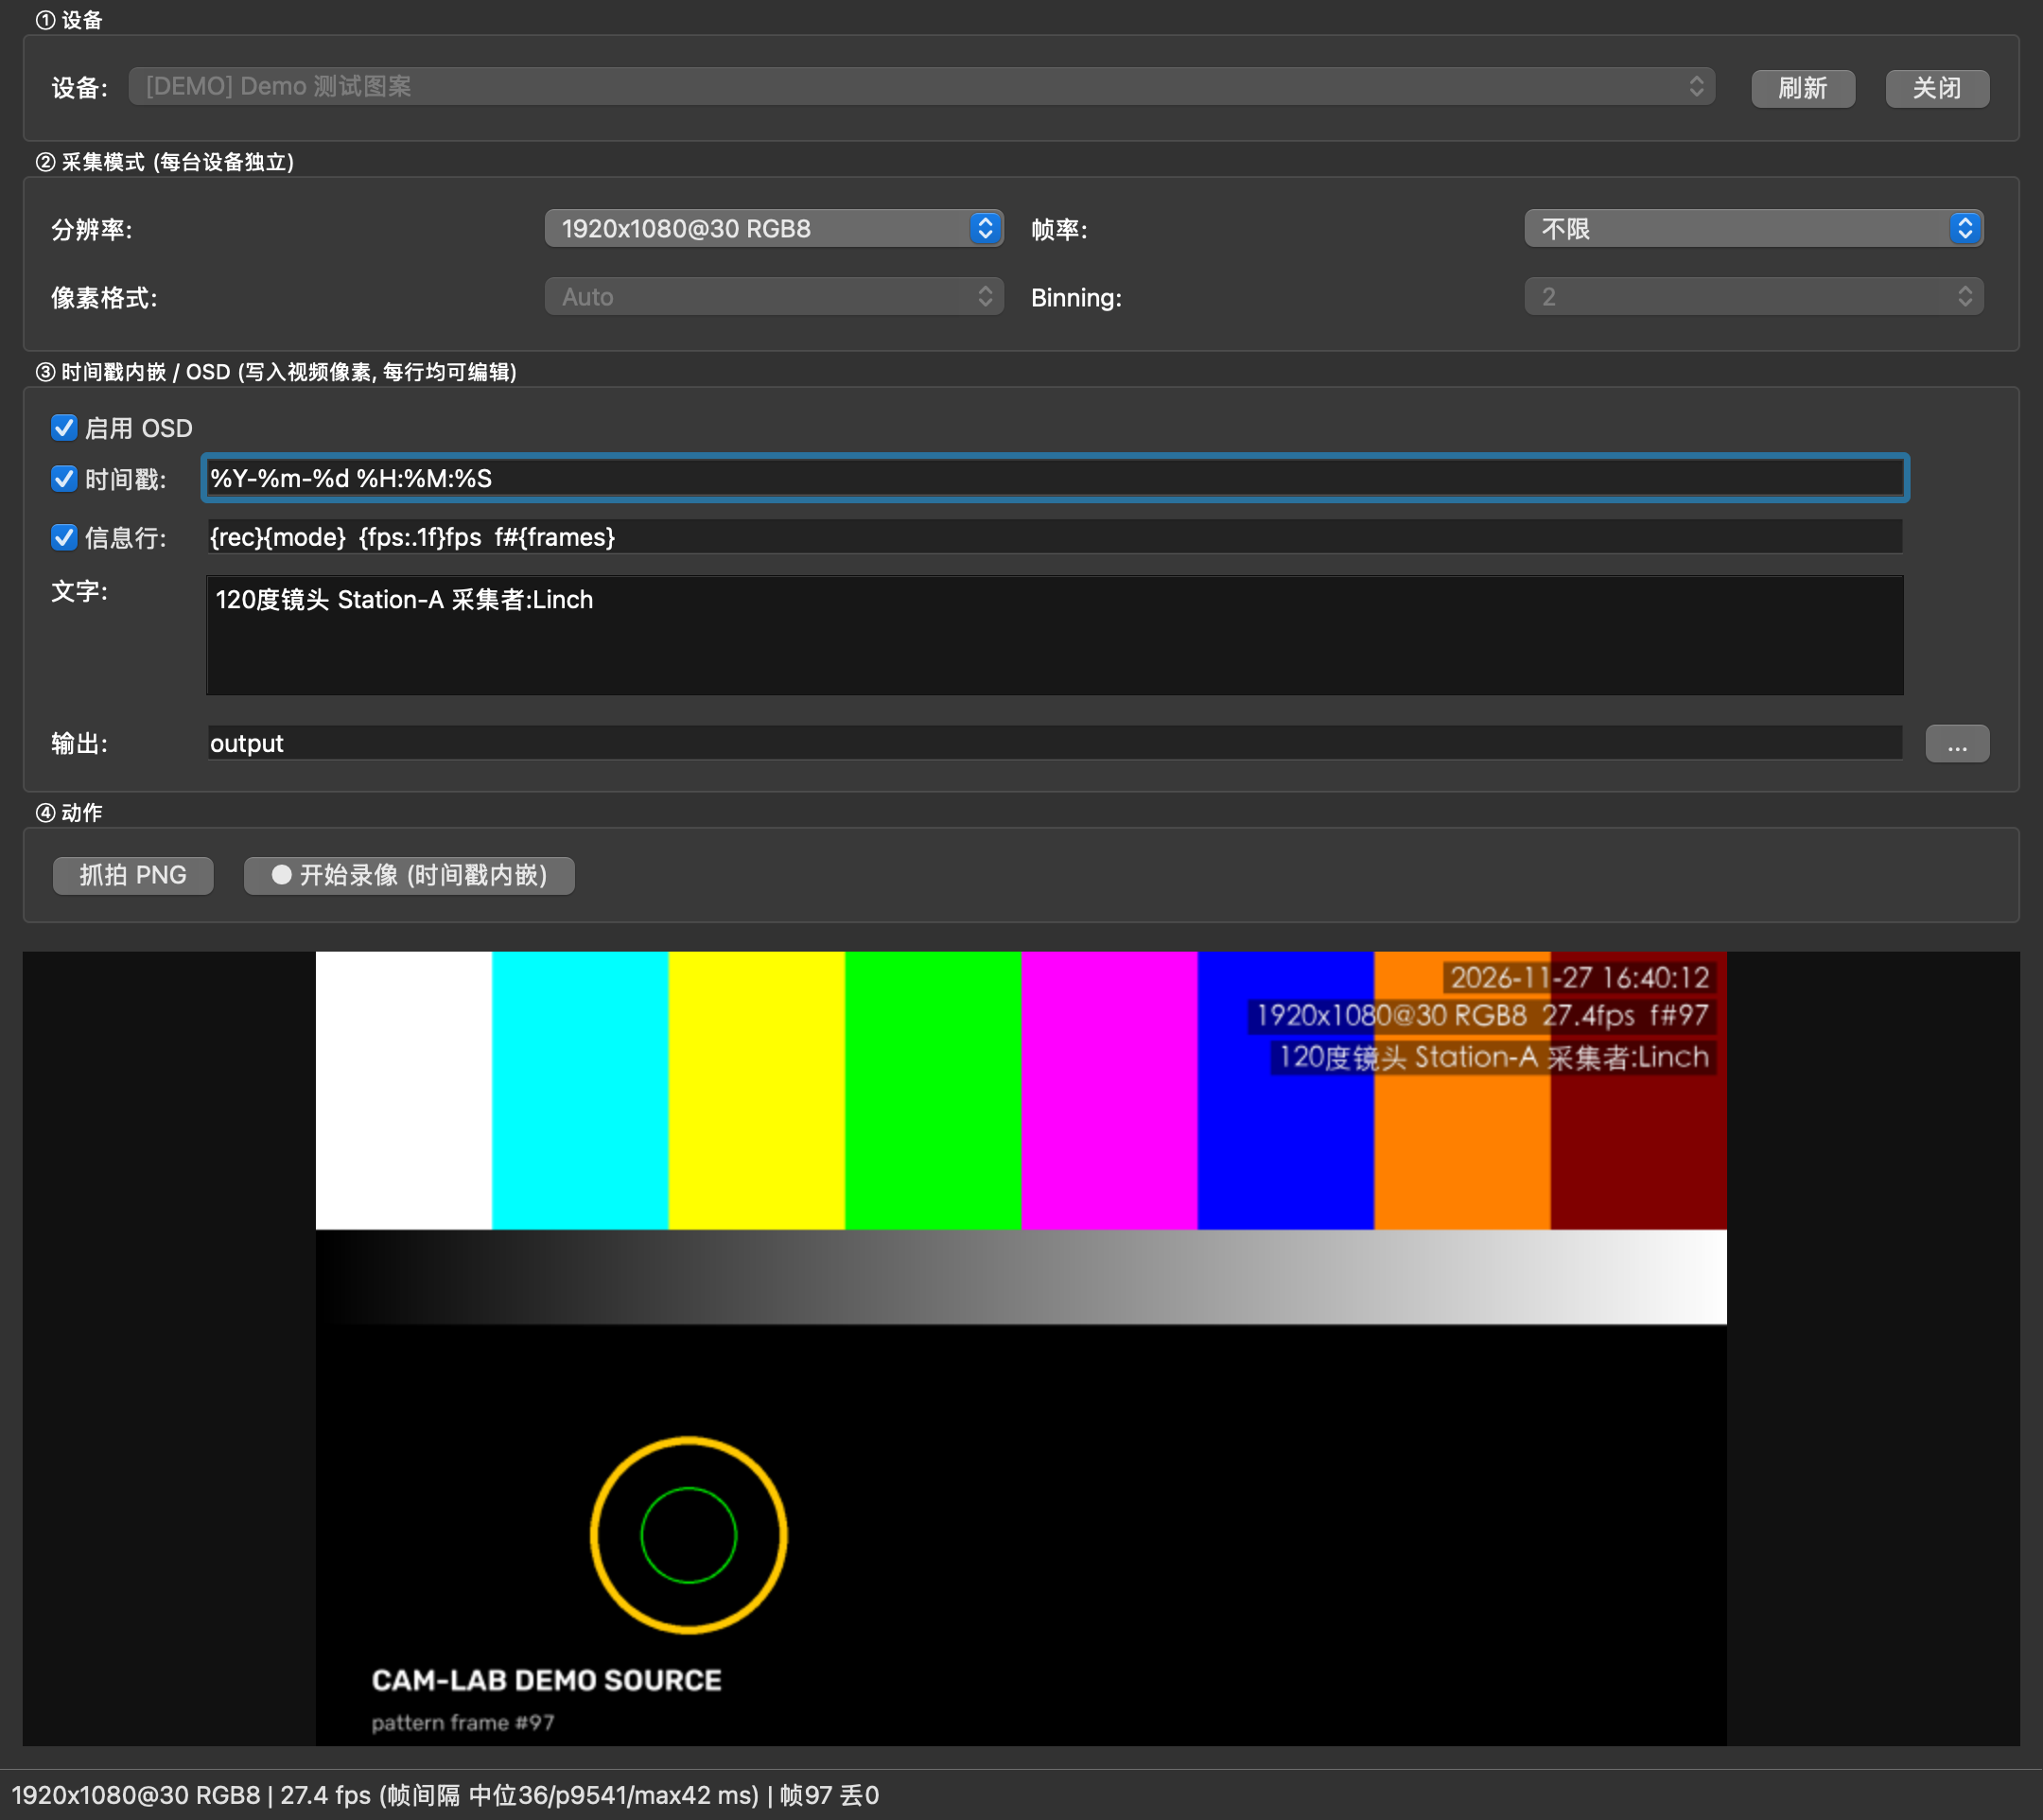 ① 设备
设备: [DEMO] Demo 测试图案 刷新 关闭
② 采集模式 (每台设备独立)
分辨率: 1920x1080@30 RGB8 帧率: 不限
像素格式: Auto Binning: 2
③ 时间戳内嵌 / OSD (写入视频像素, 每行均可编辑)
启用 OSD
时间戳: %Y-%m-%d %H:%M:%S
信息行: {rec}{mode}  {fps:.1f}fps  f#{frames}
文字: 120度镜头 Station-A 采集者:Linch
输出: output ...
④ 动作
抓拍 PNG ● 开始录像 (时间戳内嵌)
2026-11-27 16:40:12
1920x1080@30 RGB8  27.4fps  f#97
120度镜头 Station-A 采集者:Linch
CAM-LAB DEMO SOURCE
pattern frame #97
1920x1080@30 RGB8 | 27.4 fps (帧间隔 中位36/p9541/max42 ms) | 帧97 丢0